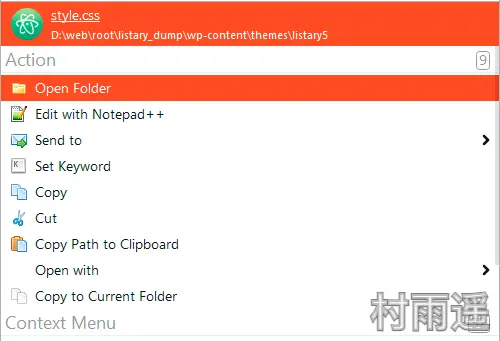 style.css
D:\web\root\listary_dump\wp-content\themes\listary5
Action 9
Open Folder
Edit with Notepad++
Send to
Set Keyword
Copy
Cut
Copy Path to Clipboard
Open with
Copy to Current Folder
村雨遥
Context Menu